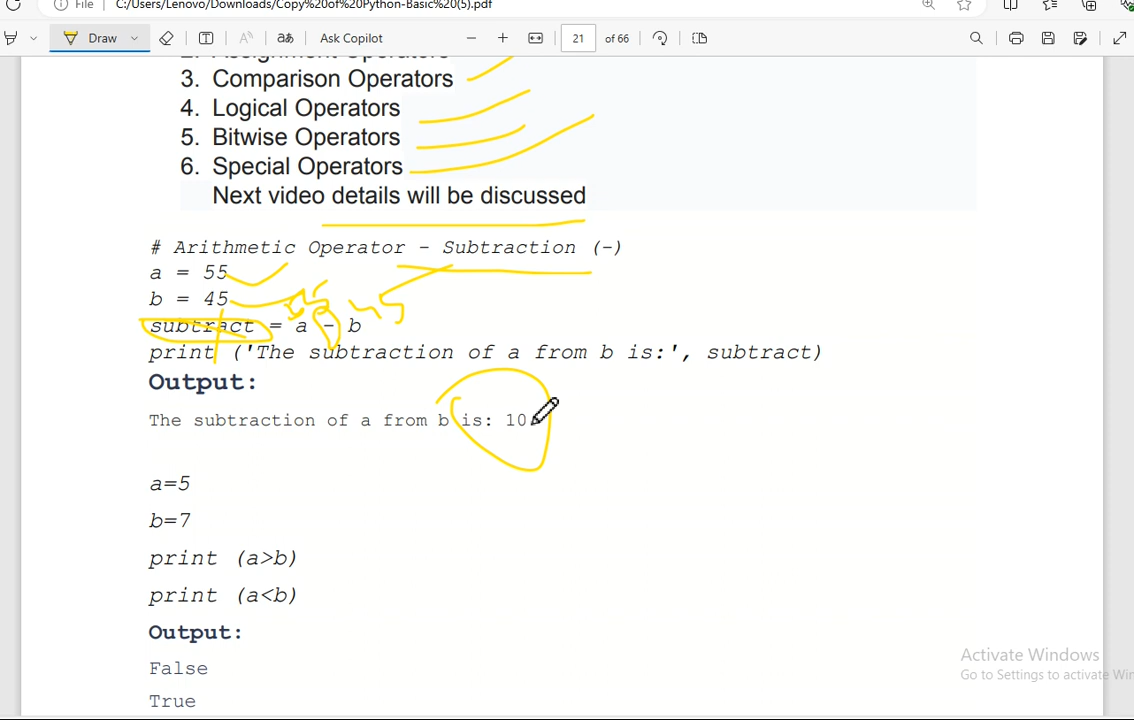 File C:/Users/Lenovo/Downloads/Copy%20of%20Python-Basic%20(5).pdf
Draw Ask Copilot 21 of 66
2. Assignment Operators
3. Comparison Operators
4. Logical Operators
5. Bitwise Operators
6. Special Operators
Next video details will be discussed
# Arithmetic Operator - Subtraction (-)
a = 55
b = 45
subtract = a - b
print ('The subtraction of a from b is:', subtract)
Output:
The subtraction of a from b is: 10
a=5
b=7
print (a>b)
print (a<b)
Output:
False
True
Activate Windows
Go to Settings to activate Win